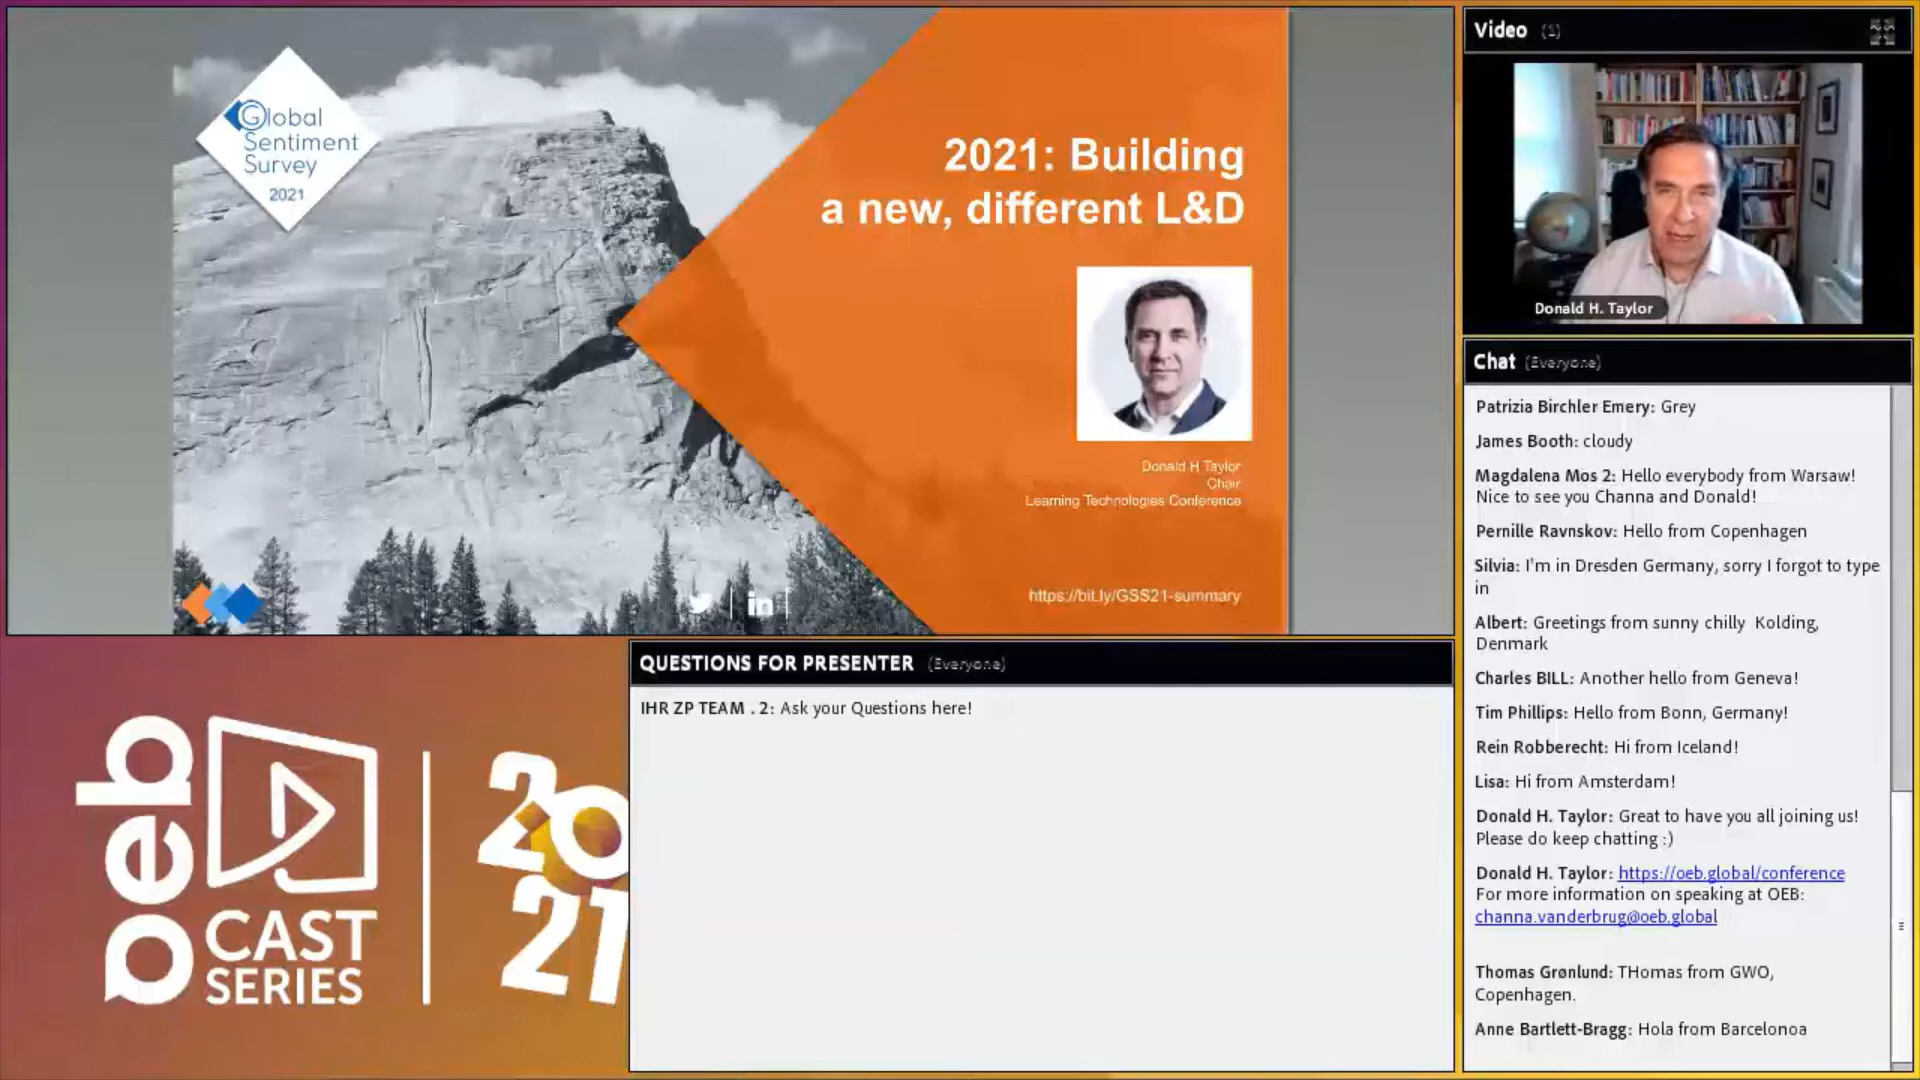 Global
Sentiment
Survey
2021
2021: Building
a new, different L&D
Donald H Taylor
Chair
Learning Technologies Conference
https://bit.ly/GSS21-summary
in
Video (1)
Donald H. Taylor
Chat (Everyone)
Patrizia Birchler Emery: Grey
James Booth: cloudy
Magdalena Mos 2: Hello everybody from Warsaw!
Nice to see you Channa and Donald!
Pernille Ravnskov: Hello from Copenhagen
Silvia: I'm in Dresden Germany, sorry I forgot to type
in
Albert: Greetings from sunny chilly Kolding,
Denmark
Charles BILL: Another hello from Geneva!
Tim Phillips: Hello from Bonn, Germany!
Rein Robberecht: Hi from Iceland!
Lisa: Hi from Amsterdam!
Donald H. Taylor: Great to have you all joining us!
Please do keep chatting :)
Donald H. Taylor: https://oeb.global/conference
For more information on speaking at OEB:
channa.vanderbrug@oeb.global
Thomas Grønlund: THomas from GWO,
Copenhagen.
Anne Bartlett-Bragg: Hola from Barcelonoa
QUESTIONS FOR PRESENTER (Everyone)
IHR ZP TEAM . 2: Ask your Questions here!
oeb
CAST
SERIES
20
21